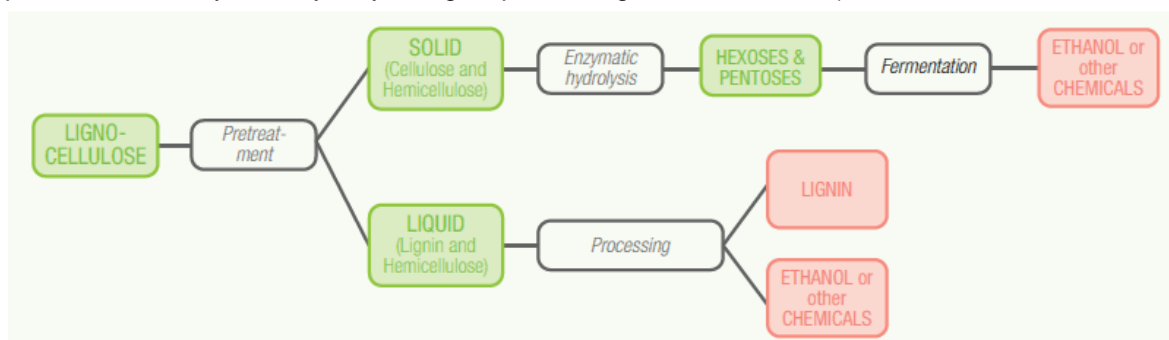 SOLID
(Cellulose and
Hemicellulose)
Enzymatic
hydrolysis
HEXOSES &
PENTOSES
Fermentation
ETHANOL or
other
CHEMICALS
LIGNO-
CELLULOSE
Pretreat-
ment
LIGNIN
LIQUID
(Lignin and
Hemicellulose)
Processing
ETHANOL or
other
CHEMICALS